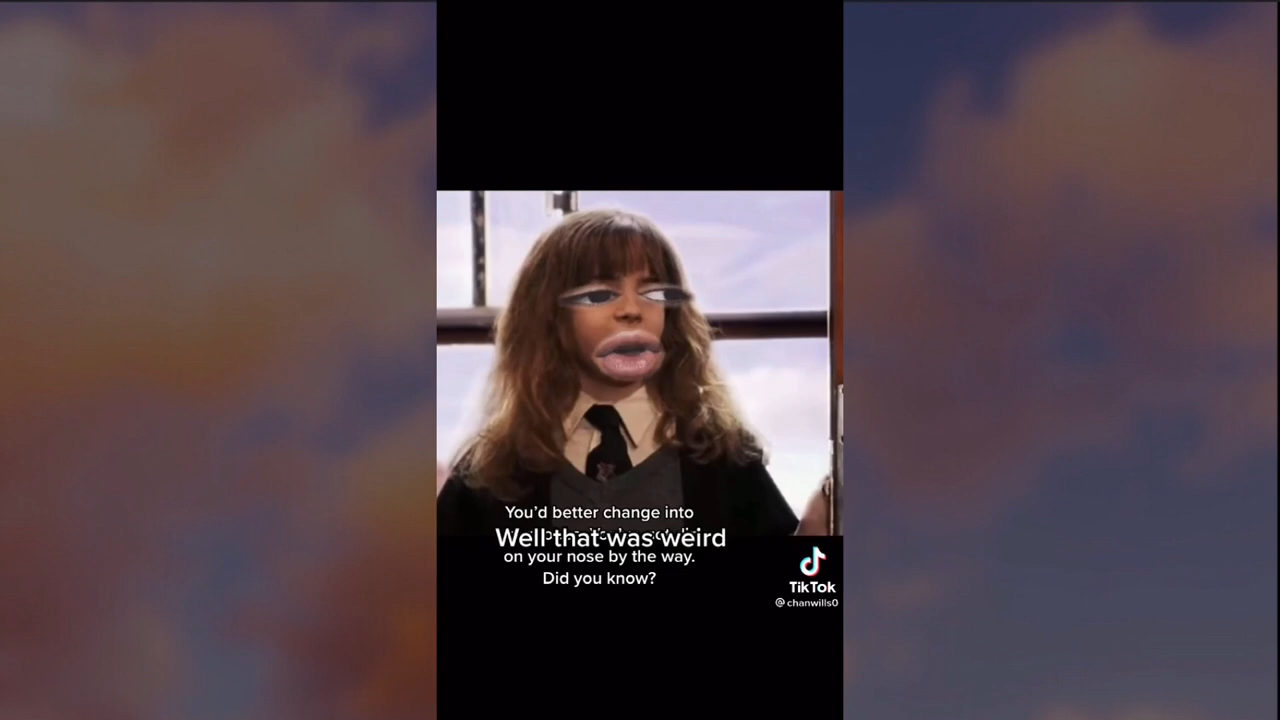 You'd better change into
Well that was weird
on your nose by the way.
Did you know?
TikTok
@chanwills0